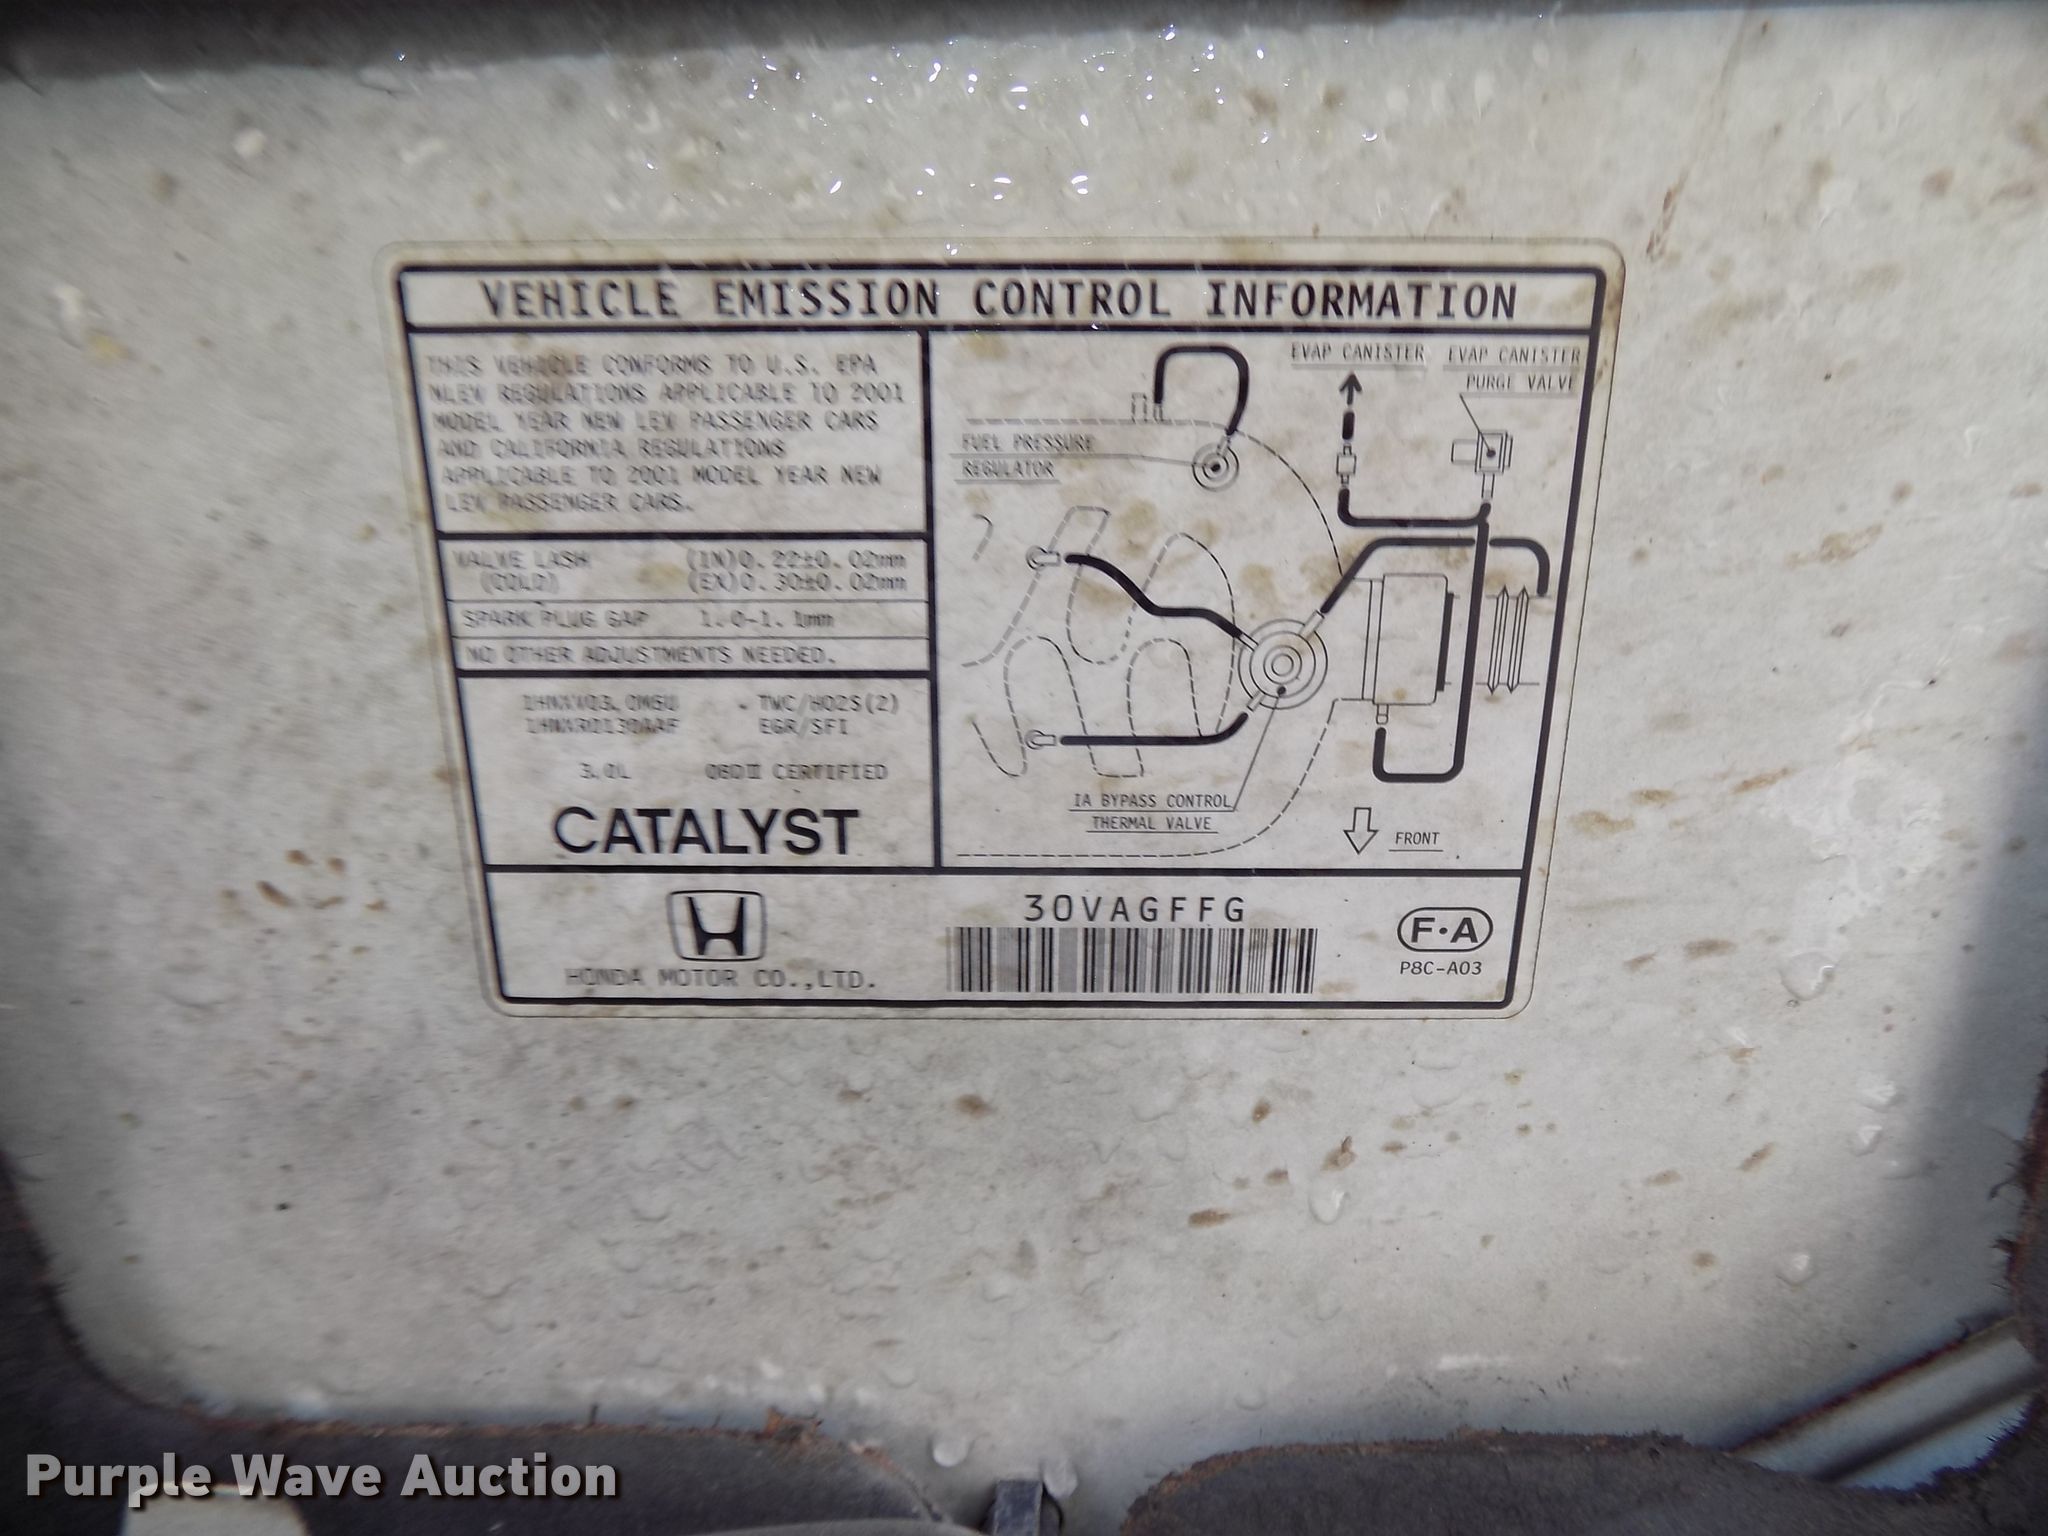 VEHICLE EMISSION CONTROL INFORMATION
THIS VEHICLE CONFORMS TO U.S. EPA
NLEV REGULATIONS APPLICABLE TO 2001
MODEL YEAR NEW LEV PASSENGER CARS
AND CALIFORNIA REGULATIONS
APPLICABLE TO 2001 MODEL YEAR NEW
LEV PASSENGER CARS.
VALVE LASH (IN)0.22±0.02mm
(COLD) (EX)0.30±0.02mm
SPARK PLUG GAP 1.0-1.1mm
NO OTHER ADJUSTMENTS NEEDED.
TWC/HO2S(2)
EGR/SFI
3.0L OBDII CERTIFIED
CATALYST
EVAP CANISTER
EVAP CANISTER
PURGE VALVE
FUEL PRESSURE
REGULATOR
IA BYPASS CONTROL
THERMAL VALVE
FRONT
HONDA MOTOR CO.,LTD.
30VAGFFG
F·A
P8C-A03
Purple Wave Auction